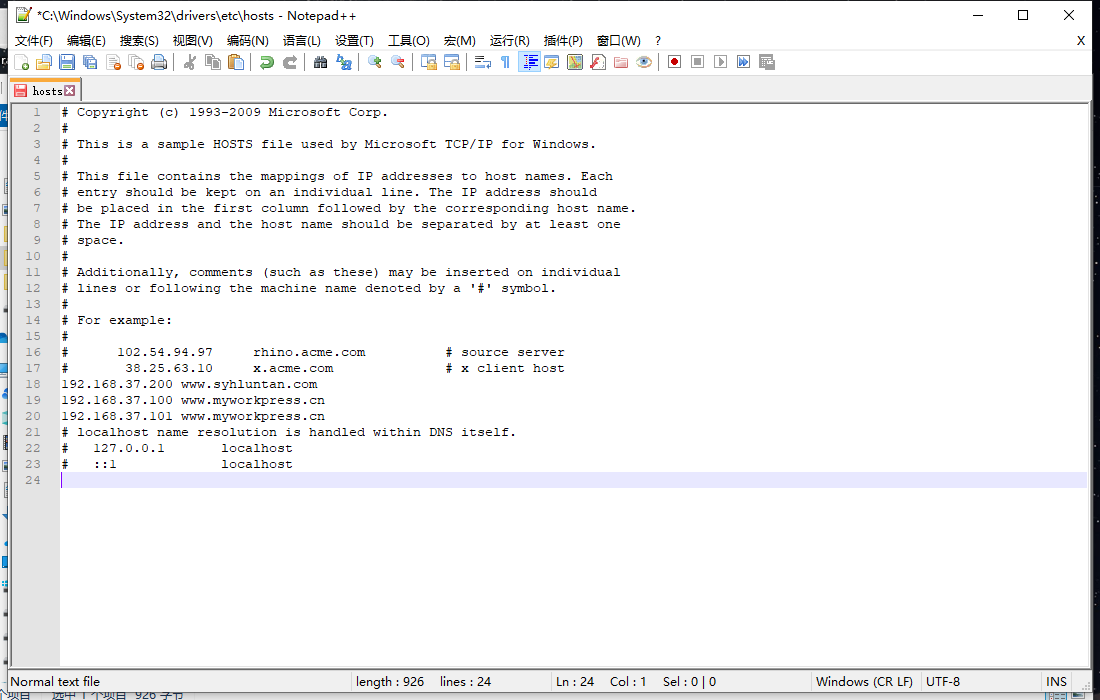 *C:\Windows\System32\drivers\etc\hosts - Notepad++
文件(F) 编辑(E) 搜索(S) 视图(V) 编码(N) 语言(L) 设置(T) 工具(O) 宏(M) 运行(R) 插件(P) 窗口(W) ? X
hosts
1 # Copyright (c) 1993-2009 Microsoft Corp.
2 #
3 # This is a sample HOSTS file used by Microsoft TCP/IP for Windows.
4 #
5 # This file contains the mappings of IP addresses to host names. Each
6 # entry should be kept on an individual line. The IP address should
7 # be placed in the first column followed by the corresponding host name.
8 # The IP address and the host name should be separated by at least one
9 # space.
10 #
11 # Additionally, comments (such as these) may be inserted on individual
12 # lines or following the machine name denoted by a '#' symbol.
13 #
14 # For example:
15 #
16 # 102.54.94.97 rhino.acme.com # source server
17 # 38.25.63.10 x.acme.com # x client host
18 192.168.37.200 www.syhluntan.com
19 192.168.37.100 www.myworkpress.cn
20 192.168.37.101 www.myworkpress.cn
21 # localhost name resolution is handled within DNS itself.
22 # 127.0.0.1 localhost
23 # ::1 localhost
24
Normal text file length : 926 lines : 24 Ln : 24 Col : 1 Sel : 0 | 0 Windows (CR LF) UTF-8 INS
项目 选中 1 个项目 926 字节